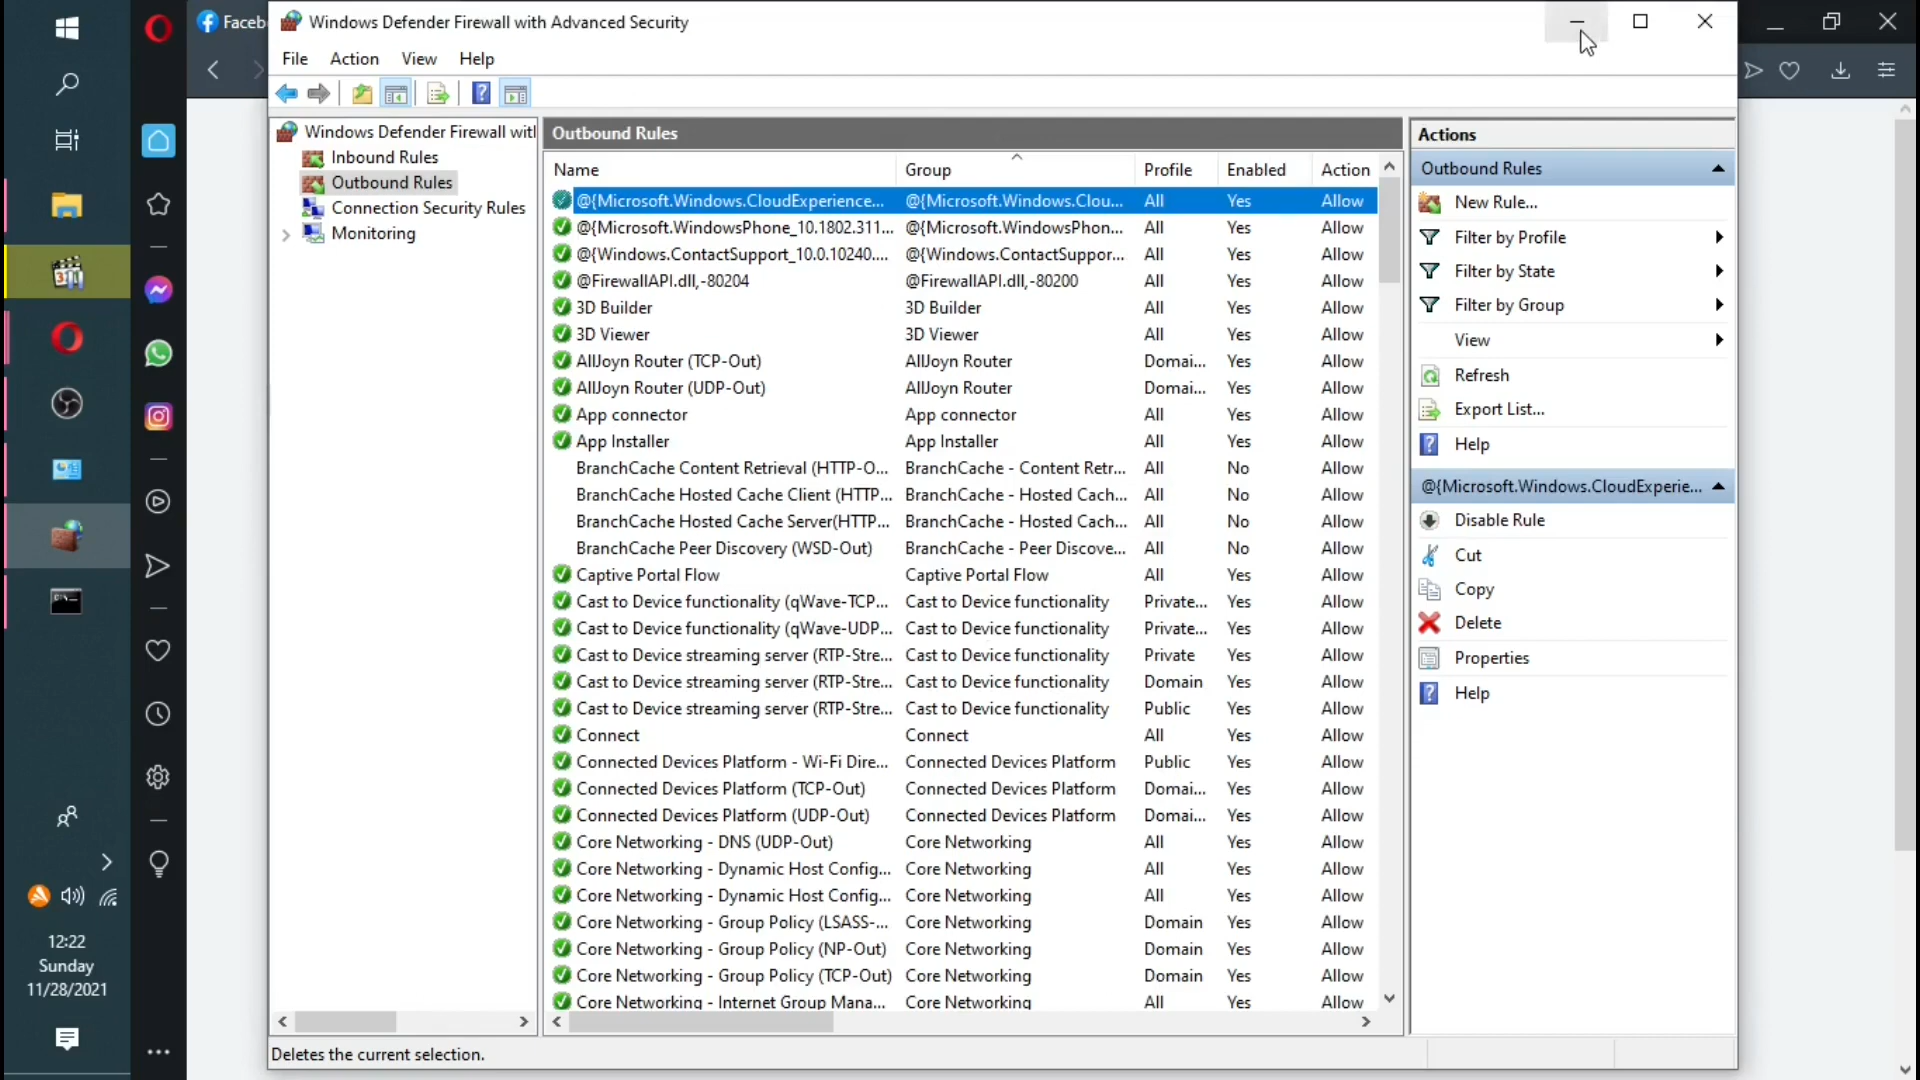 Faceb
Windows Defender Firewall with Advanced Security
File Action View Help
Windows Defender Firewall witl
Inbound Rules
Outbound Rules
Connection Security Rules
Monitoring
Outbound Rules
Name Group Profile Enabled Action
@{Microsoft.Windows.CloudExperience... @{Microsoft.Windows.Clou... All Yes Allow
@{Microsoft.WindowsPhone_10.1802.311... @{Microsoft.WindowsPhon... All Yes Allow
@{Windows.ContactSupport_10.0.10240.... @{Windows.ContactSuppor... All Yes Allow
@FirewallAPI.dll,-80204 @FirewallAPI.dll,-80200 All Yes Allow
3D Builder 3D Builder All Yes Allow
3D Viewer 3D Viewer All Yes Allow
AllJoyn Router (TCP-Out) AllJoyn Router Domai... Yes Allow
AllJoyn Router (UDP-Out) AllJoyn Router Domai... Yes Allow
App connector App connector All Yes Allow
App Installer App Installer All Yes Allow
BranchCache Content Retrieval (HTTP-O... BranchCache - Content Retr... All No Allow
BranchCache Hosted Cache Client (HTTP... BranchCache - Hosted Cach... All No Allow
BranchCache Hosted Cache Server(HTTP... BranchCache - Hosted Cach... All No Allow
BranchCache Peer Discovery (WSD-Out) BranchCache - Peer Discove... All No Allow
Captive Portal Flow Captive Portal Flow All Yes Allow
Cast to Device functionality (qWave-TCP... Cast to Device functionality Private... Yes Allow
Cast to Device functionality (qWave-UDP... Cast to Device functionality Private... Yes Allow
Cast to Device streaming server (RTP-Stre... Cast to Device functionality Private Yes Allow
Cast to Device streaming server (RTP-Stre... Cast to Device functionality Domain Yes Allow
Cast to Device streaming server (RTP-Stre... Cast to Device functionality Public Yes Allow
Connect Connect All Yes Allow
Connected Devices Platform - Wi-Fi Dire... Connected Devices Platform Public Yes Allow
Connected Devices Platform (TCP-Out) Connected Devices Platform Domai... Yes Allow
Connected Devices Platform (UDP-Out) Connected Devices Platform Domai... Yes Allow
Core Networking - DNS (UDP-Out) Core Networking All Yes Allow
Core Networking - Dynamic Host Config... Core Networking All Yes Allow
Core Networking - Dynamic Host Config... Core Networking All Yes Allow
Core Networking - Group Policy (LSASS-... Core Networking Domain Yes Allow
Core Networking - Group Policy (NP-Out) Core Networking Domain Yes Allow
Core Networking - Group Policy (TCP-Out) Core Networking Domain Yes Allow
Core Networking - Internet Group Mana... Core Networking All Yes Allow
Actions
Outbound Rules
New Rule...
Filter by Profile
Filter by State
Filter by Group
View
Refresh
Export List...
Help
@{Microsoft.Windows.CloudExperie...
Disable Rule
Cut
Copy
Delete
Properties
Help
Deletes the current selection.
12:22
Sunday
11/28/2021